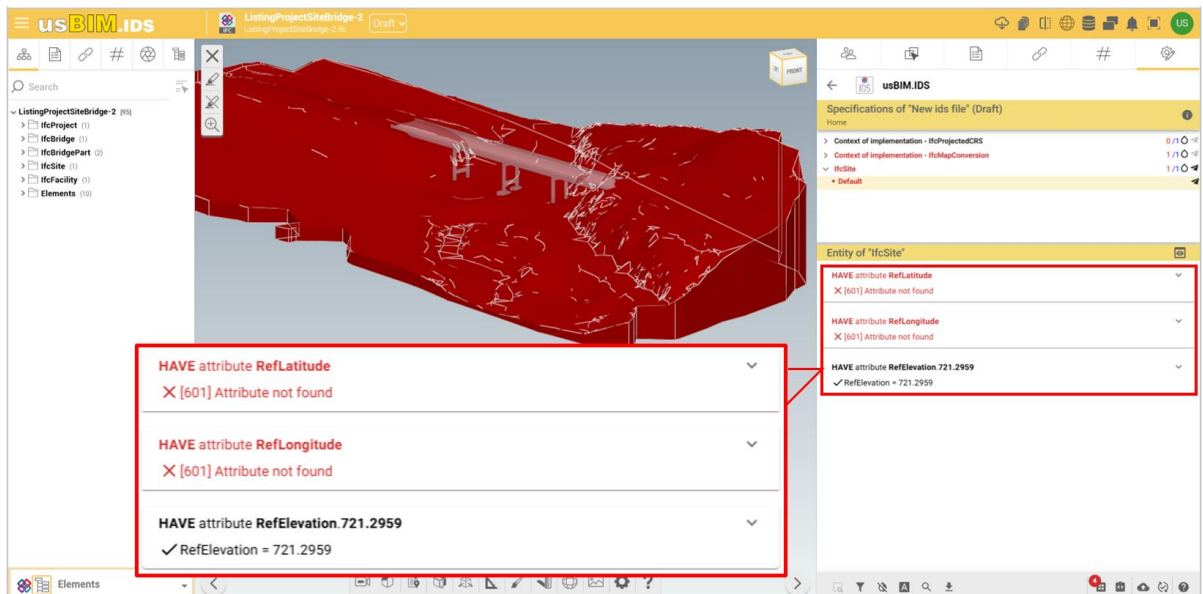 usBIM.IDS
IFC
ListingProjectSiteBridge-2
ListingProjectSiteBridge-2.ifc
Draft
US
Search
ListingProjectSiteBridge-2 (95)
IfcProject (1)
IfcBridge (1)
IfcBridgePart (2)
IfcSite (1)
IfcFacility (1)
Elements (10)
FRONT
IDS
usBIM.IDS
Specifications of "New ids file" (Draft)
Home
Context of implementation - IfcProjectedCRS 0/1
Context of implementation - IfcMapConversion 1/1
IfcSite 1/1
Default
Entity of "IfcSite"
HAVE attribute RefLatitude
[601] Attribute not found
HAVE attribute RefLongitude
[601] Attribute not found
HAVE attribute RefElevation.721.2959
RefElevation = 721.2959
HAVE attribute RefLatitude
[601] Attribute not found
HAVE attribute RefLongitude
[601] Attribute not found
HAVE attribute RefElevation.721.2959
RefElevation = 721.2959
Elements
4